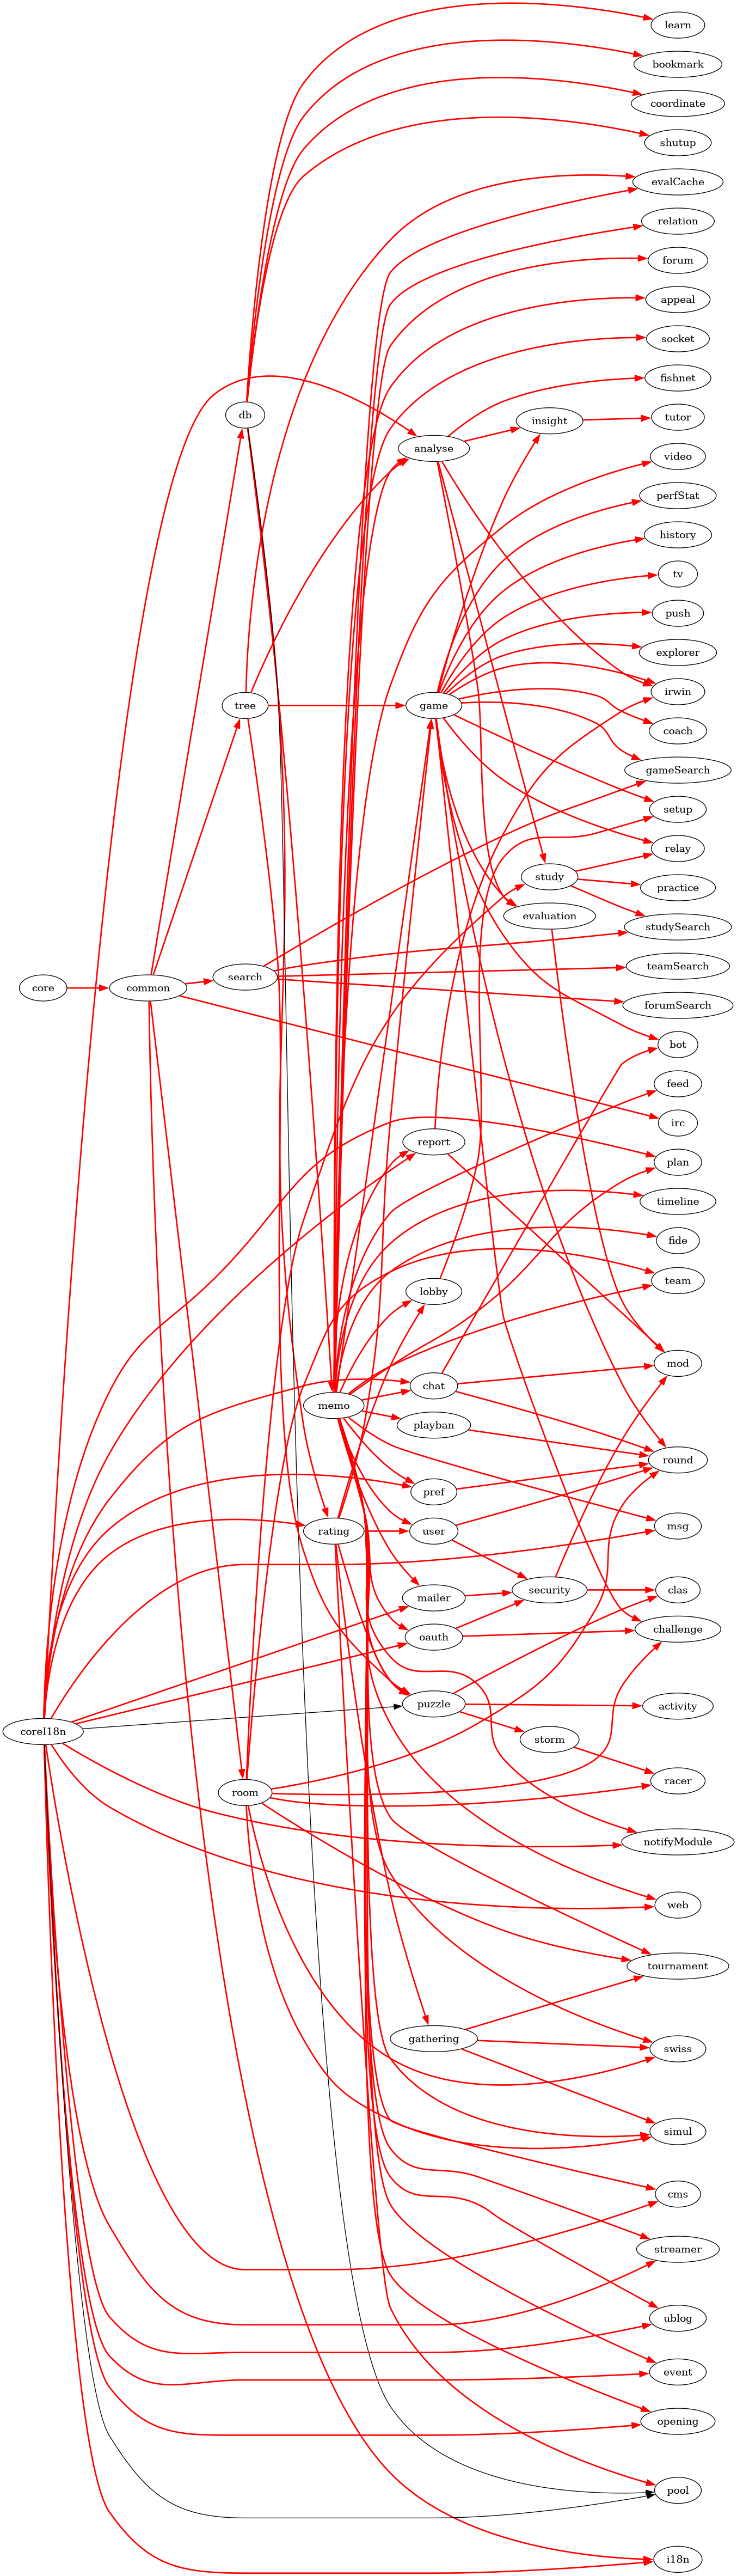 learn
bookmark
coordinate
shutup
evalCache
relation
forum
appeal
socket
fishnet
db
insight
tutor
analyse
video
perfStat
history
tv
push
explorer
irwin
tree
game
coach
gameSearch
setup
relay
study
practice
evaluation
studySearch
teamSearch
search
core
common
forumSearch
bot
feed
irc
report
plan
timeline
fide
team
lobby
mod
chat
memo
playban
round
pref
msg
rating
user
security
clas
mailer
challenge
oauth
puzzle
activity
coreI18n
storm
racer
room
notifyModule
web
tournament
gathering
swiss
simul
cms
streamer
ublog
event
opening
pool
i18n